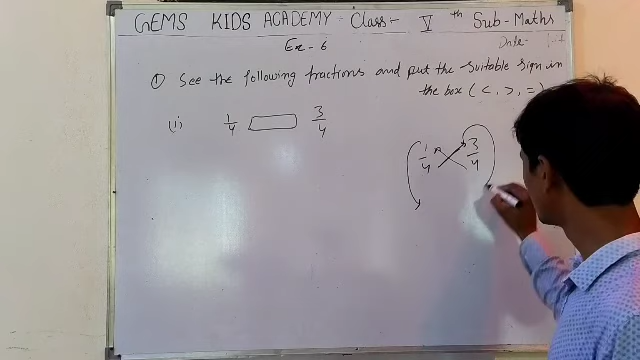 GEMS KIDS ACADEMY :- Class :- V th Sub - Maths
Ex - 6 Date -
① See the following fractions and put the suitable sign in
the box ( <, >, = )
(i) 1/4 3/4
1/4 3/4